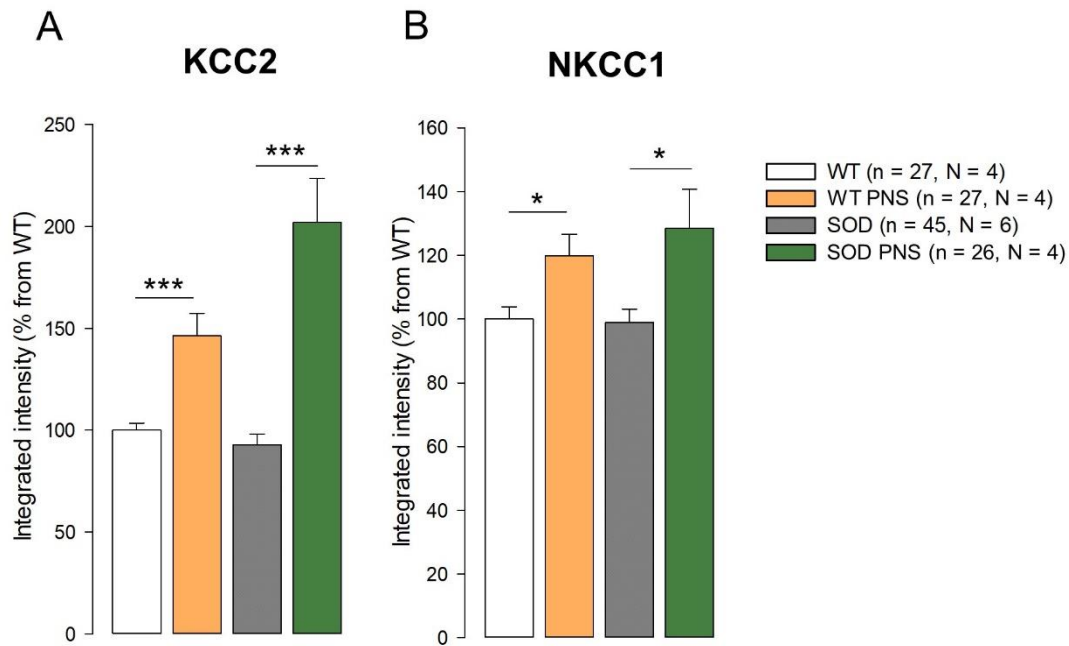 A
KCC2
Integrated intensity (% from WT)
250
200
150
100
50
0
***
***
B
NKCC1
Integrated intensity (% from WT)
160
140
120
100
80
60
40
20
0
*
*
WT (n = 27, N = 4)
WT PNS (n = 27, N = 4)
SOD (n = 45, N = 6)
SOD PNS (n = 26, N = 4)